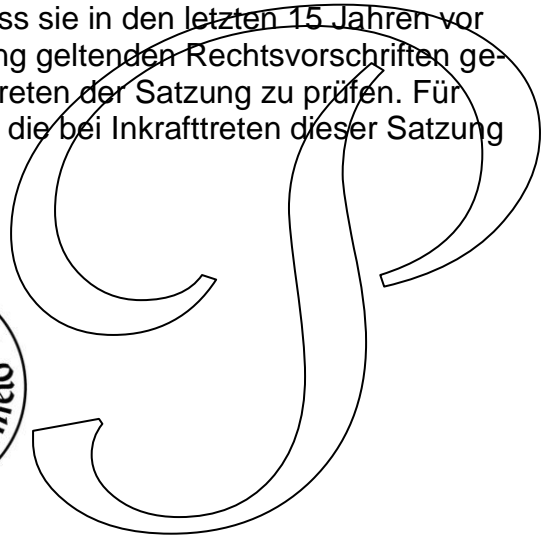 ss sie in den letzten 15 Jahren vor
ng geltenden Rechtsvorschriften ge-
reten der Satzung zu prüfen. Für
die bei Inkrafttreten dieser Satzung
P